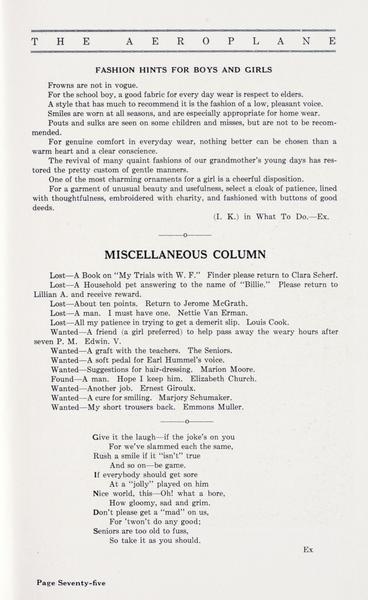 THE AEROPLANE
FASHION HINTS FOR BOYS AND GIRLS
Frowns are not in vogue.
For the school boy, a good fabric for every day wear is respect to elders.
A style that has much to recommend it is the fashion of a low, pleasant voice.
Smiles are worn at all seasons, and are especially appropriate for home wear.
Pouts and sulks are seen on some children and misses, but are not to be recom-
mended.
For genuine comfort in everyday wear, nothing better can be chosen than a
warm heart and a clear conscience.
The revival of many quaint fashions of our grandmother's young days has res-
tored the pretty custom of gentle manners.
One of the most charming ornaments for a girl is a cheerful disposition.
For a garment of unusual beauty and usefulness, select a cloak of patience, lined
with thoughtfulness, embroidered with charity, and fashioned with buttons of good
deeds.
(I. K.) in What To Do.—Ex.
o
MISCELLANEOUS COLUMN
Lost—A Book on "My Trials with W. F." Finder please return to Clara Scherf.
Lost—A Household pet answering to the name of "Billie." Please return to
Lillian A. and receive reward.
Lost—About ten points. Return to Jerome McGrath.
Lost—A man. I must have one. Nettie Van Erman.
Lost—All my patience in trying to get a demerit slip. Louis Cook.
Wanted—A friend (a girl preferred) to help pass away the weary hours after
seven P. M. Edwin. V.
Wanted—A graft with the teachers. The Seniors.
Wanted—A soft pedal for Earl Hummel's voice.
Wanted—Suggestions for hair-dressing. Marion Moore.
Found—A man. Hope I keep him. Elizabeth Church.
Wanted—Another job. Ernest Giroulx.
Wanted—A cure for smiling. Marjory Schumaker.
Wanted—My short trousers back. Emmons Muller.
o
Give it the laugh—if the joke's on you
For we've slammed each the same,
Rush a smile if it "isn't" true
And so on—be game.
If everybody should get sore
At a "jolly" played on him
Nice world, this—Oh! what a bore,
How gloomy, sad and grim.
Don't please get a "mad" on us,
For 'twon't do any good;
Seniors are too old to fuss,
So take it as you should.
Ex
Page Seventy-five